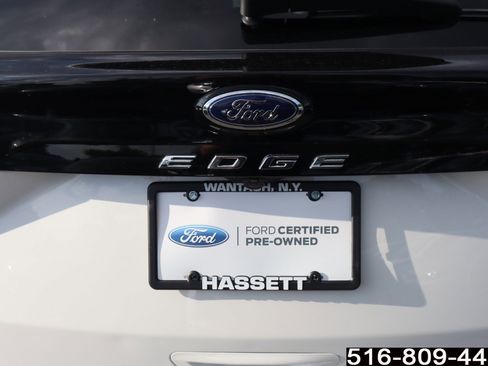 Ford
EDGE
WANTAGH, N.Y.
Ford
FORD CERTIFIED
PRE-OWNED
HASSETT
516-809-44